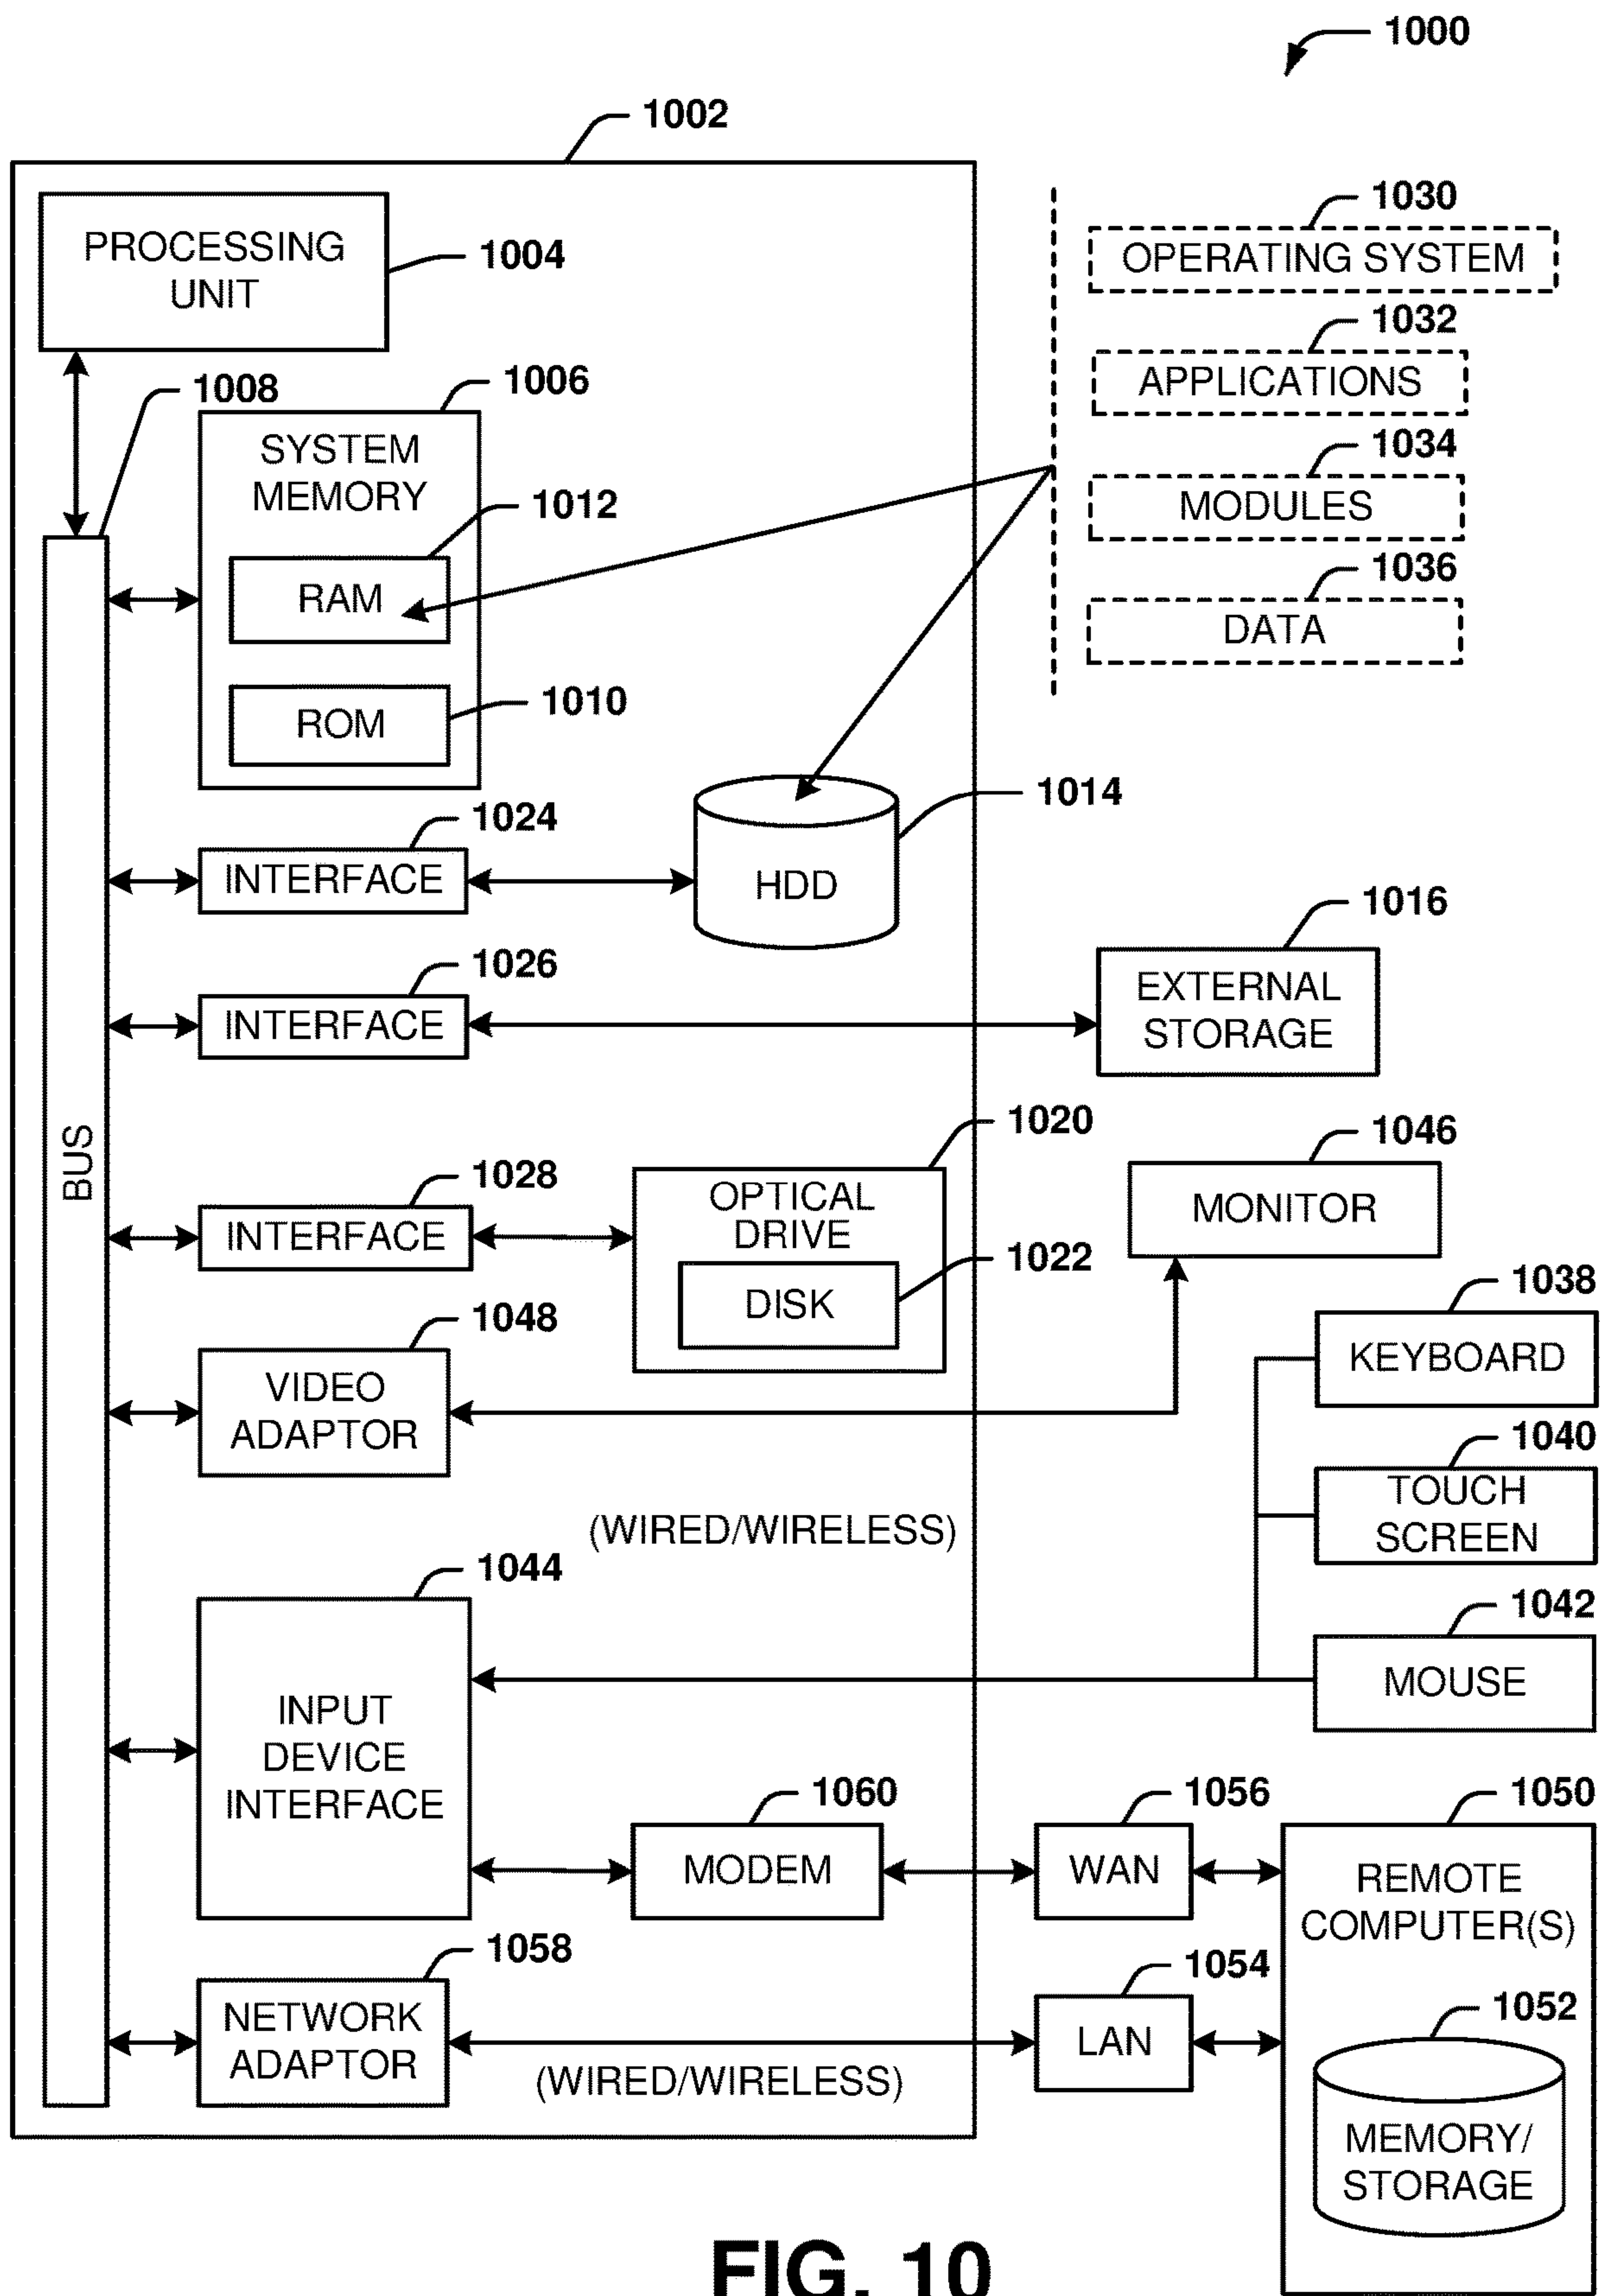 1000
1002
PROCESSING
UNIT
1004
1030
OPERATING SYSTEM
1032
APPLICATIONS
1034
MODULES
1036
DATA
1008
1006
SYSTEM
MEMORY
1012
RAM
1010
ROM
1014
HDD
1024
INTERFACE
1016
EXTERNAL
STORAGE
1026
INTERFACE
BUS
1020
OPTICAL
DRIVE
1022
DISK
1028
INTERFACE
1046
MONITOR
1048
VIDEO
ADAPTOR
1038
KEYBOARD
1040
TOUCH
SCREEN
(WIRED/WIRELESS)
1042
MOUSE
1044
INPUT
DEVICE
INTERFACE
1060
MODEM
1056
WAN
1050
REMOTE
COMPUTER(S)
1058
NETWORK
ADAPTOR
(WIRED/WIRELESS)
1054
LAN
1052
MEMORY/
STORAGE
FIG. 10